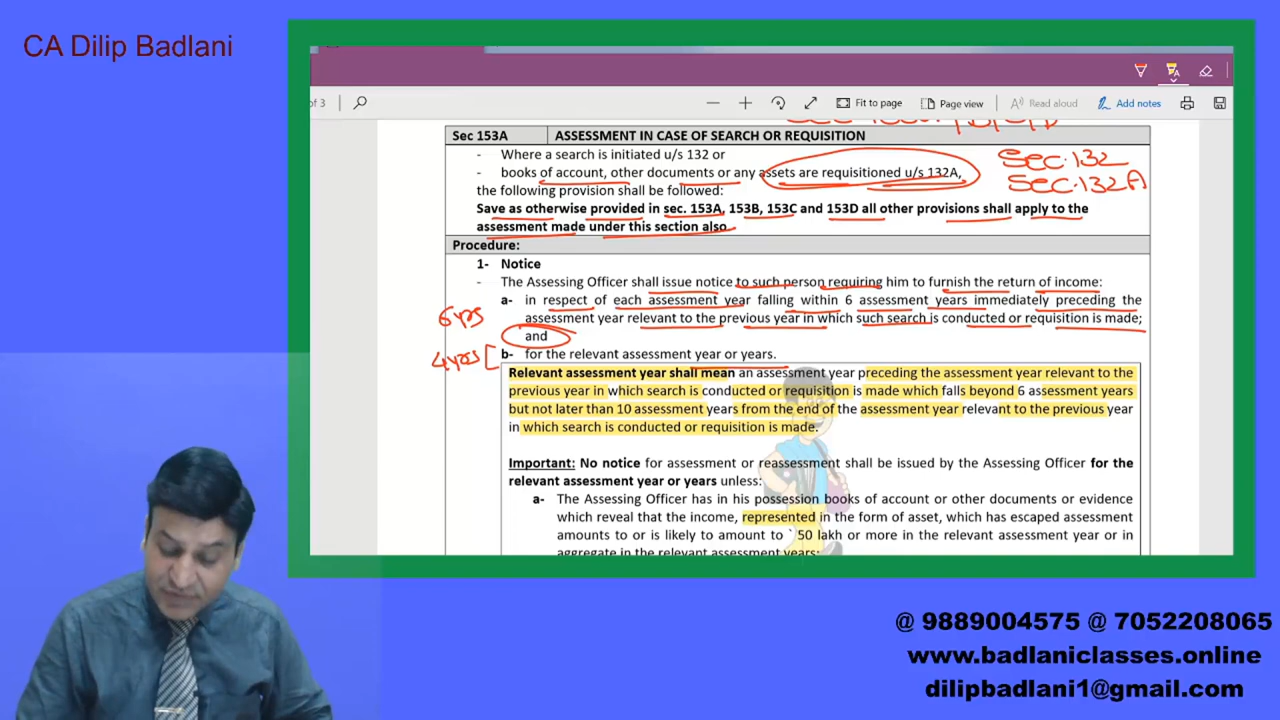 CA Dilip Badlani
of 3
Fit to page
Page view
Read aloud
Add notes
Sec 153A ASSESSMENT IN CASE OF SEARCH OR REQUISITION
- Where a search is initiated u/s 132 or
- books of account, other documents or any assets are requisitioned u/s 132A,
the following provision shall be followed:
Sec.132
Sec.132A
Save as otherwise provided in sec. 153A, 153B, 153C and 153D all other provisions shall apply to the
assessment made under this section also
Procedure:
1- Notice
- The Assessing Officer shall issue notice to such person requiring him to furnish the return of income:
a- in respect of each assessment year falling within 6 assessment years immediately preceding the
assessment year relevant to the previous year in which such search is conducted or requisition is made;
6yrs
and
4yrs
b- for the relevant assessment year or years.
Relevant assessment year shall mean an assessment year preceding the assessment year relevant to the
previous year in which search is conducted or requisition is made which falls beyond 6 assessment years
but not later than 10 assessment years from the end of the assessment year relevant to the previous year
in which search is conducted or requisition is made.
Important: No notice for assessment or reassessment shall be issued by the Assessing Officer for the
relevant assessment year or years unless:
a- The Assessing Officer has in his possession books of account or other documents or evidence
which reveal that the income, represented in the form of asset, which has escaped assessment
amounts to or is likely to amount to ` 50 lakh or more in the relevant assessment year or in
aggregate in the relevant assessment years;
@ 9889004575 @ 7052208065
www.badlaniclasses.online
dilipbadlani1@gmail.com